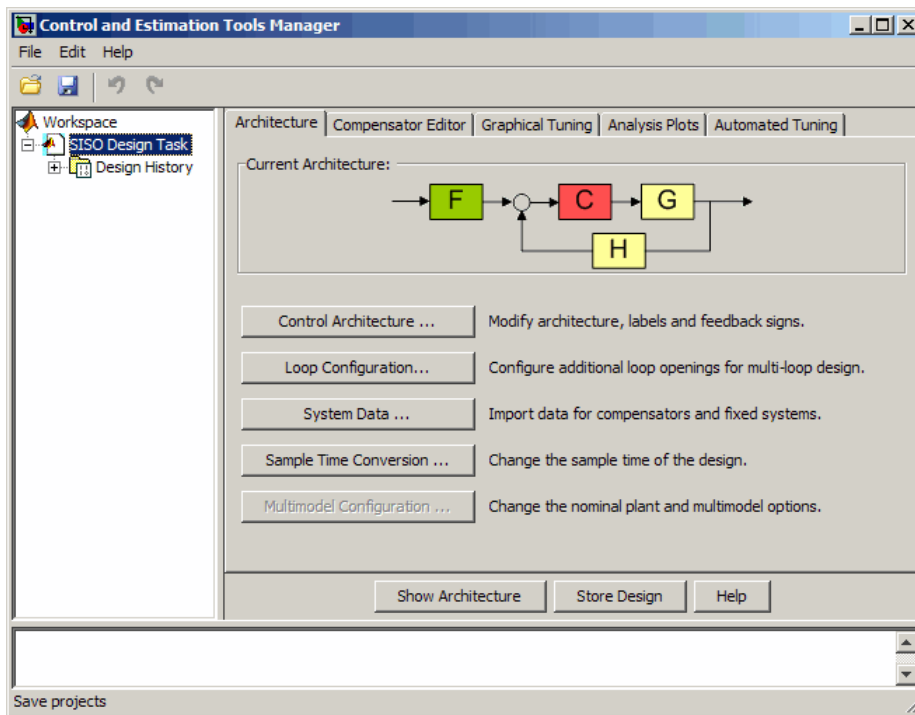 Control and Estimation Tools Manager
File Edit Help
Workspace
SISO Design Task
Design History
Architecture Compensator Editor Graphical Tuning Analysis Plots Automated Tuning
Current Architecture:
F C G
H
Control Architecture ... Modify architecture, labels and feedback signs.
Loop Configuration... Configure additional loop openings for multi-loop design.
System Data ... Import data for compensators and fixed systems.
Sample Time Conversion ... Change the sample time of the design.
Multimodel Configuration ... Change the nominal plant and multimodel options.
Show Architecture Store Design Help
Save projects